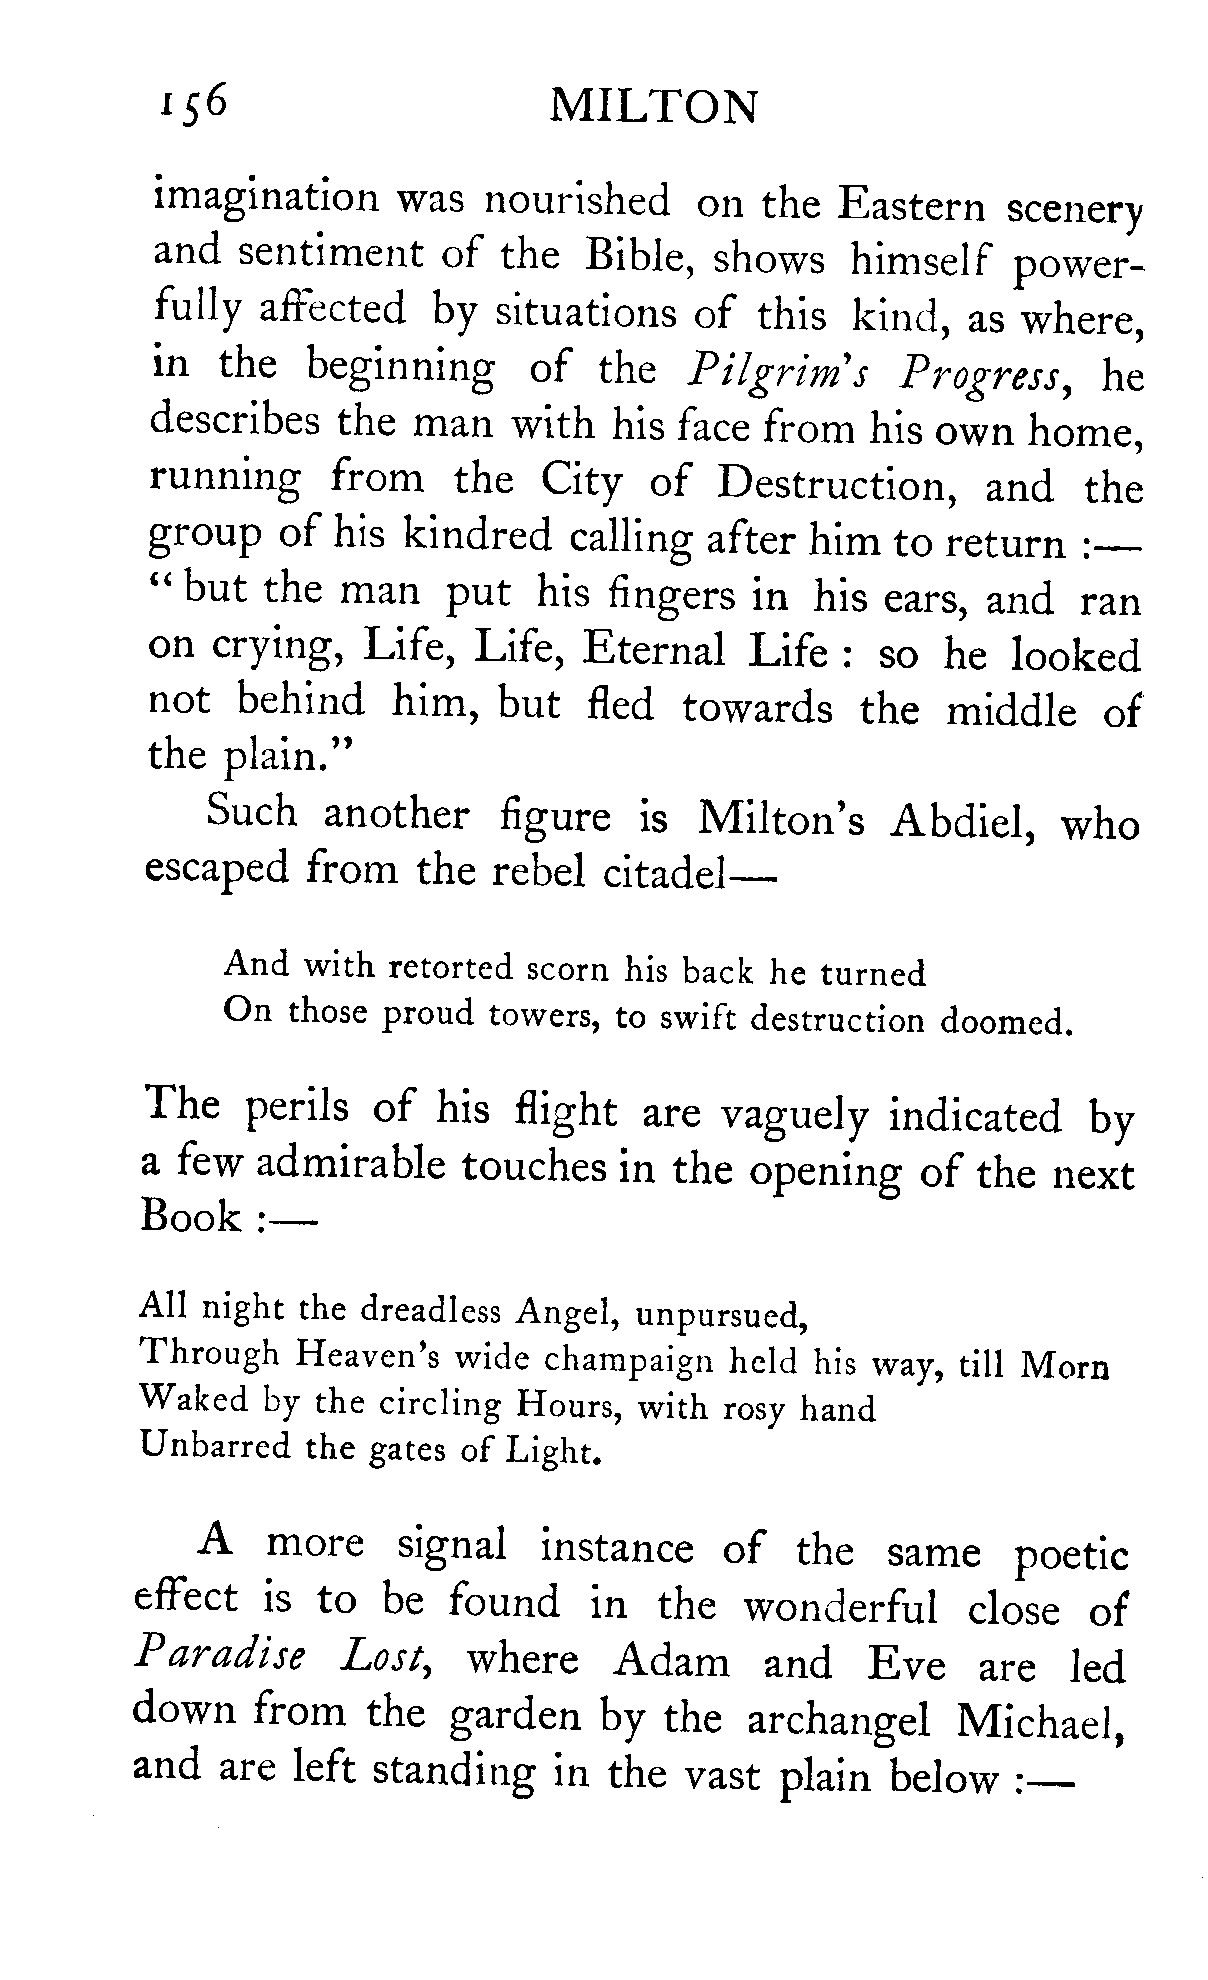 156 MILTON
imagination was nourished on the Eastern scenery
and sentiment of the Bible, shows himself power-
fully affected by situations of this kind, as where,
in the beginning of the Pilgrim's Progress, he
describes the man with his face from his own home,
running from the City of Destruction, and the
group of his kindred calling after him to return :—
“ but the man put his fingers in his ears, and ran
on crying, Life, Life, Eternal Life : so he looked
not behind him, but fled towards the middle of
the plain.”
Such another figure is Milton's Abdiel, who
escaped from the rebel citadel—
And with retorted scorn his back he turned
On those proud towers, to swift destruction doomed.
The perils of his flight are vaguely indicated by
a few admirable touches in the opening of the next
Book :—
All night the dreadless Angel, unpursued,
Through Heaven's wide champaign held his way, till Morn
Waked by the circling Hours, with rosy hand
Unbarred the gates of Light.
A more signal instance of the same poetic
effect is to be found in the wonderful close of
Paradise Lost, where Adam and Eve are led
down from the garden by the archangel Michael,
and are left standing in the vast plain below :—